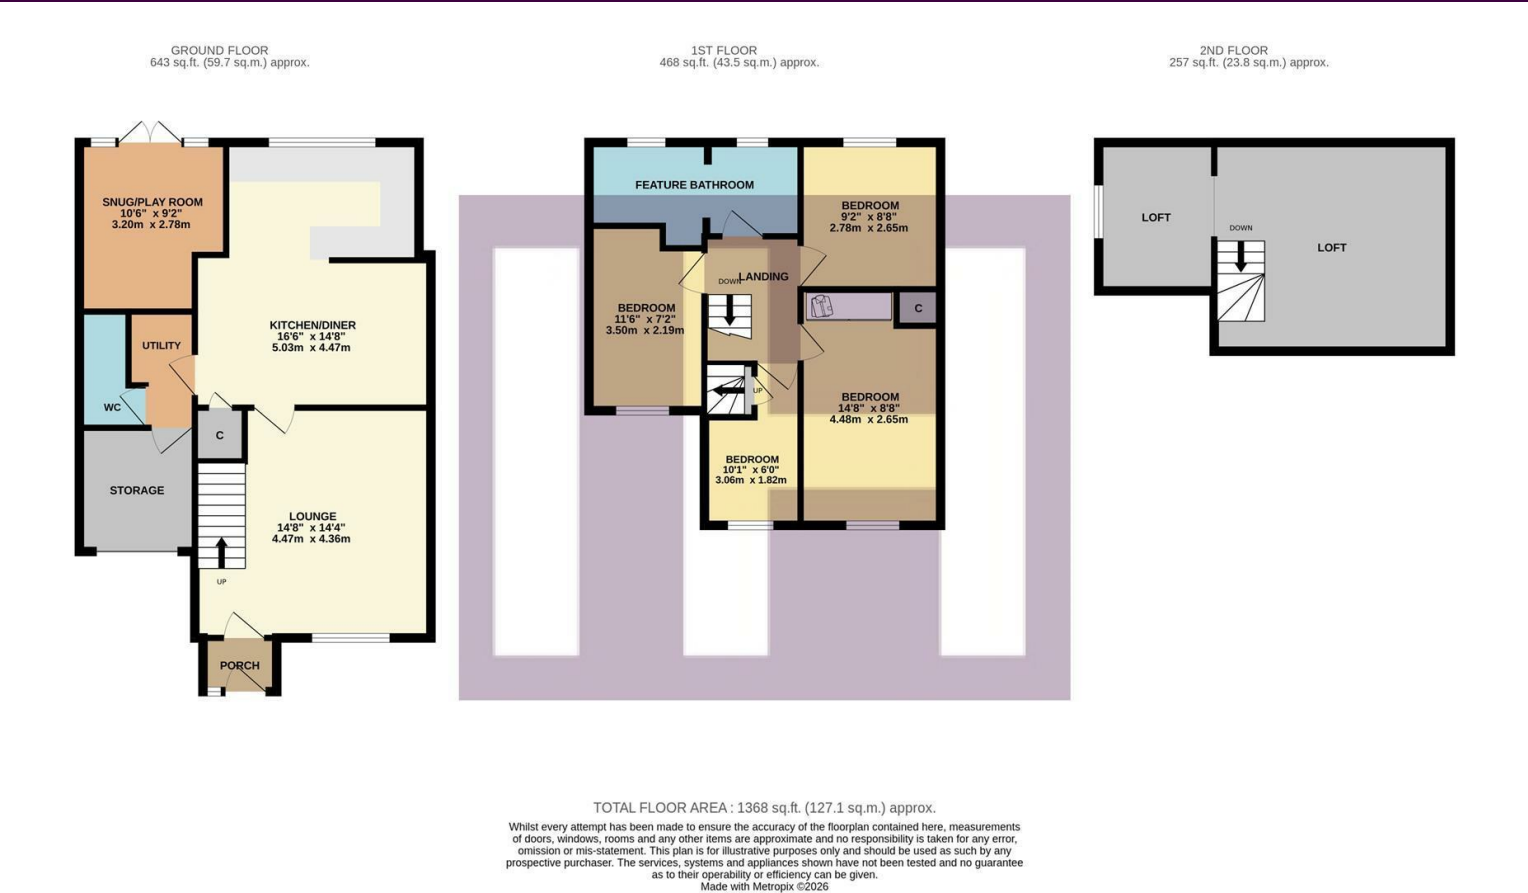 GROUND FLOOR
643 sq.ft. (59.7 sq.m.) approx.
1ST FLOOR
468 sq.ft. (43.5 sq.m.) approx.
2ND FLOOR
257 sq.ft. (23.8 sq.m.) approx.
SNUG/PLAY ROOM
10'6" x 9'2"
3.20m x 2.78m
KITCHEN/DINER
16'6" x 14'8"
5.03m x 4.47m
UTILITY
WC
C
STORAGE
LOUNGE
14'8" x 14'4"
4.47m x 4.36m
UP
PORCH
FEATURE BATHROOM
BEDROOM
9'2" x 8'8"
2.78m x 2.65m
LANDING
DOWN
BEDROOM
11'6" x 7'2"
3.50m x 2.19m
C
UP
BEDROOM
14'8" x 8'8"
4.48m x 2.65m
BEDROOM
10'1" x 6'0"
3.06m x 1.82m
LOFT
DOWN
LOFT
TOTAL FLOOR AREA : 1368 sq.ft. (127.1 sq.m.) approx.
Whilst every attempt has been made to ensure the accuracy of the floorplan contained here, measurements
of doors, windows, rooms and any other items are approximate and no responsibility is taken for any error,
omission or mis-statement. This plan is for illustrative purposes only and should be used as such by any
prospective purchaser. The services, systems and appliances shown have not been tested and no guarantee
as to their operability or efficiency can be given.
Made with Metropix ©2026